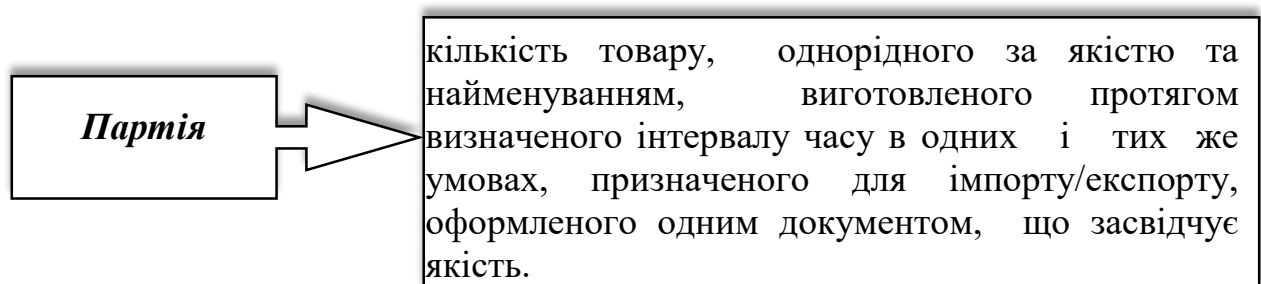 Партія
кількість товару, однорідного за якістю та
найменуванням, виготовленого протягом
визначеного інтервалу часу в одних і тих же
умовах, призначеного для імпорту/експорту,
оформленого одним документом, що засвідчує
якість.